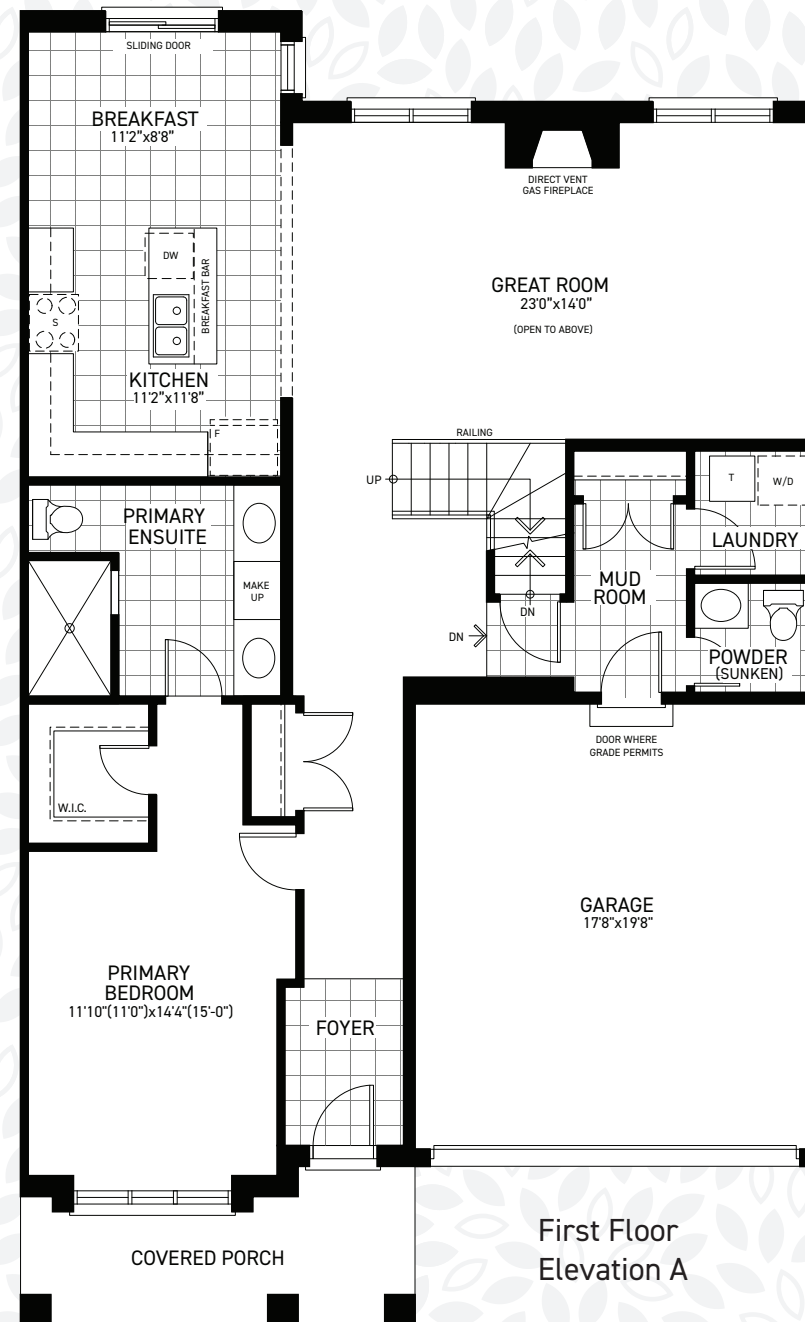 SLIDING DOOR
BREAKFAST
11'2"x8'8"
DIRECT VENT
GAS FIREPLACE
DW
BREAKFAST BAR
GREAT ROOM
23'0"x14'0"
(OPEN TO ABOVE)
S
KITCHEN
11'2"x11'8"
F
RAILING
UP
T
W/D
PRIMARY
ENSUITE
LAUNDRY
MAKE
UP
MUD
ROOM
DN
DN
POWDER
(SUNKEN)
DOOR WHERE
GRADE PERMITS
W.I.C.
GARAGE
17'8"x19'8"
PRIMARY
BEDROOM
11'10"(11'0")x14'4"(15'-0")
FOYER
First Floor
Elevation A
COVERED PORCH